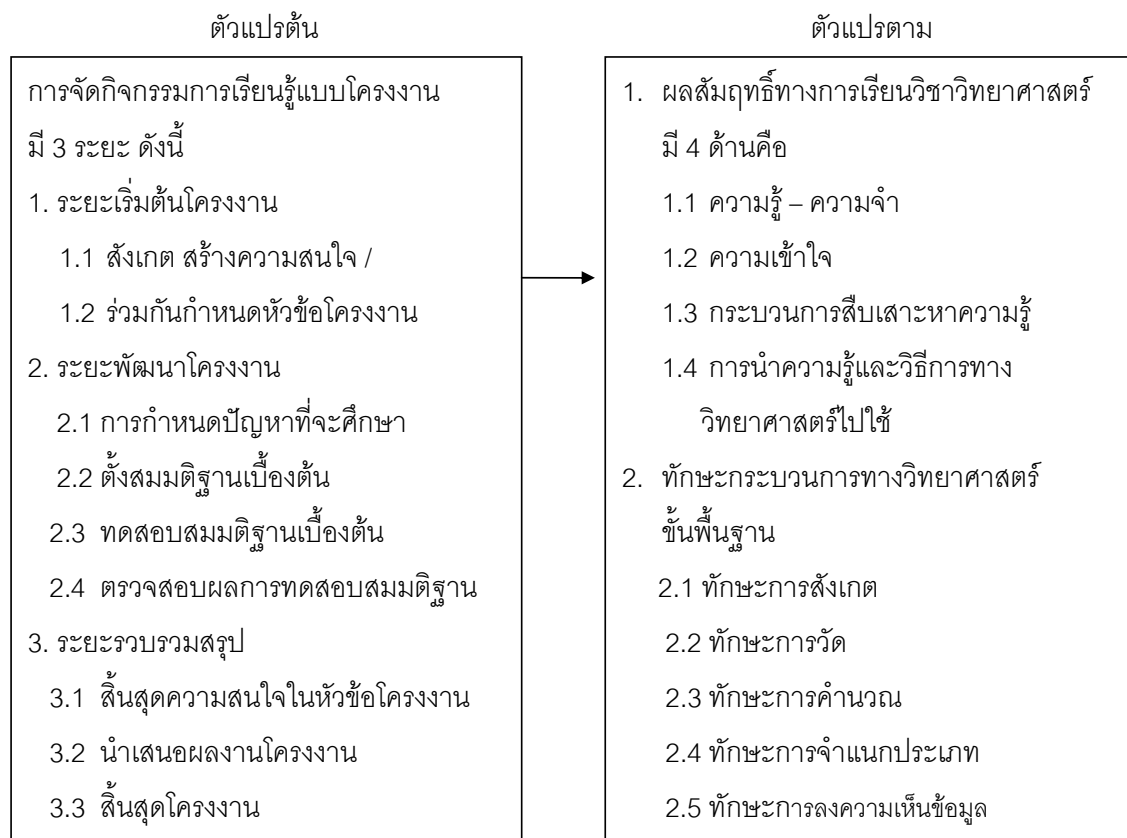 ตัวแปรต้น
การจัดกิจกรรมการเรียนรู้แบบโครงงาน
มี 3 ระยะ ดังนี้
1. ระยะเริ่มต้นโครงงาน
1.1 สังเกต สร้างความสนใจ /
1.2 ร่วมกันกำหนดหัวข้อโครงงาน
2. ระยะพัฒนาโครงงาน
2.1 การกำหนดปัญหาที่จะศึกษา
2.2 ตั้งสมมติฐานเบื้องต้น
2.3 ทดสอบสมมติฐานเบื้องต้น
2.4 ตรวจสอบผลการทดสอบสมมติฐาน
3. ระยะรวบรวมสรุป
3.1 สิ้นสุดความสนใจในหัวข้อโครงงาน
3.2 นำเสนอผลงานโครงงาน
3.3 สิ้นสุดโครงงาน
ตัวแปรตาม
1. ผลสัมฤทธิ์ทางการเรียนวิชาวิทยาศาสตร์
มี 4 ด้านคือ
1.1 ความรู้ – ความจำ
1.2 ความเข้าใจ
1.3 กระบวนการสืบเสาะหาความรู้
1.4 การนำความรู้และวิธีการทาง
วิทยาศาสตร์ไปใช้
2. ทักษะกระบวนการทางวิทยาศาสตร์
ขั้นพื้นฐาน
2.1 ทักษะการสังเกต
2.2 ทักษะการวัด
2.3 ทักษะการคำนวณ
2.4 ทักษะการจำแนกประเภท
2.5 ทักษะการลงความเห็นข้อมูล